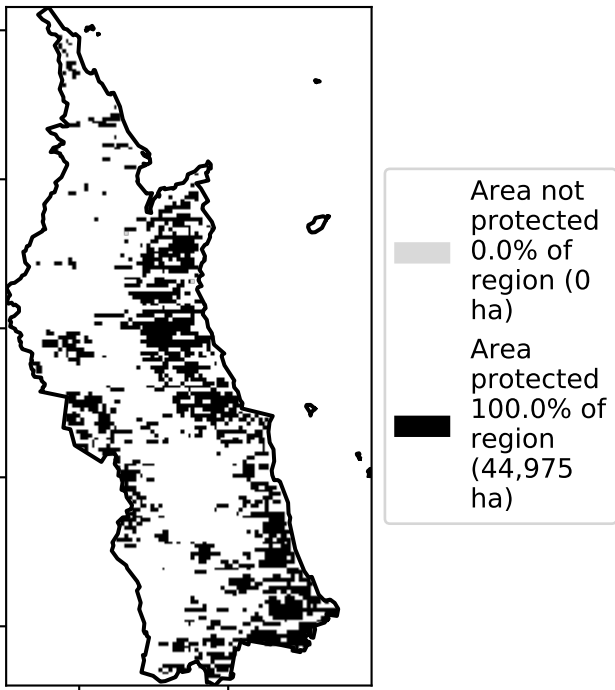 Area not
protected
0.0% of
region (0
ha)
Area
protected
100.0% of
region
(44,975
ha)